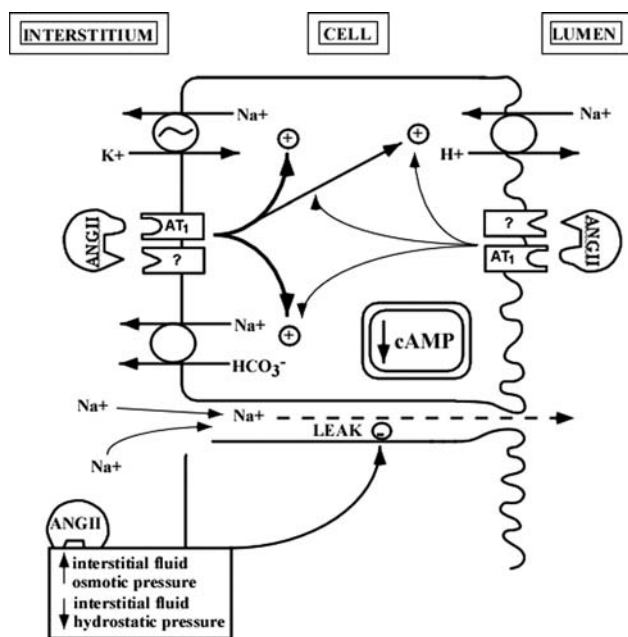 INTERSTITIUM
CELL
LUMEN
Na+
K+
+
+
Na+
H+
ANGII
AT1
?
?
AT1
ANGII
Na+
HCO3-
+
cAMP
Na+
Na+
Na+
LEAK
-
ANGII
interstitial fluid
osmotic pressure
interstitial fluid
hydrostatic pressure